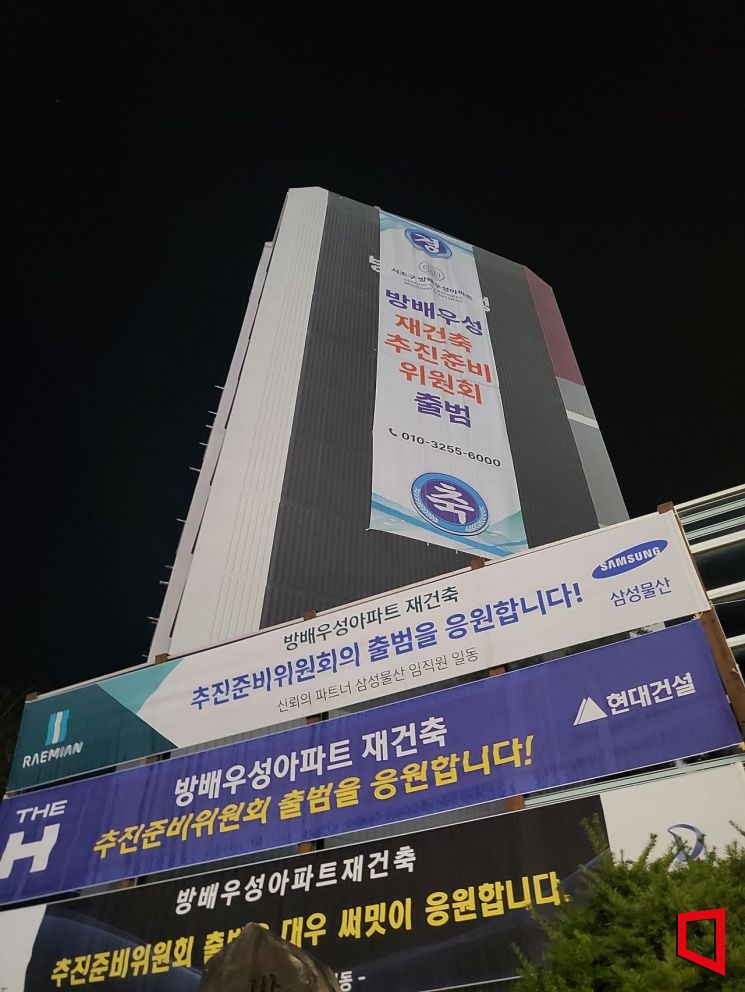 경
서초구 방배우성아파트
방배우성
재건축
추진준비
위원회
출범
010-3255-6000
축
방배우성아파트 재건축
추진준비위원회의 출범을 응원합니다!
신뢰의 파트너 삼성물산 임직원 일동
RAEMIAN
SAMSUNG
삼성물산
THE
H
방배우성아파트 재건축
추진준비위원회 출범을 응원합니다!
현대건설
방배우성아파트재건축
추진준비위원회 대우 써밋이 응원합니다.